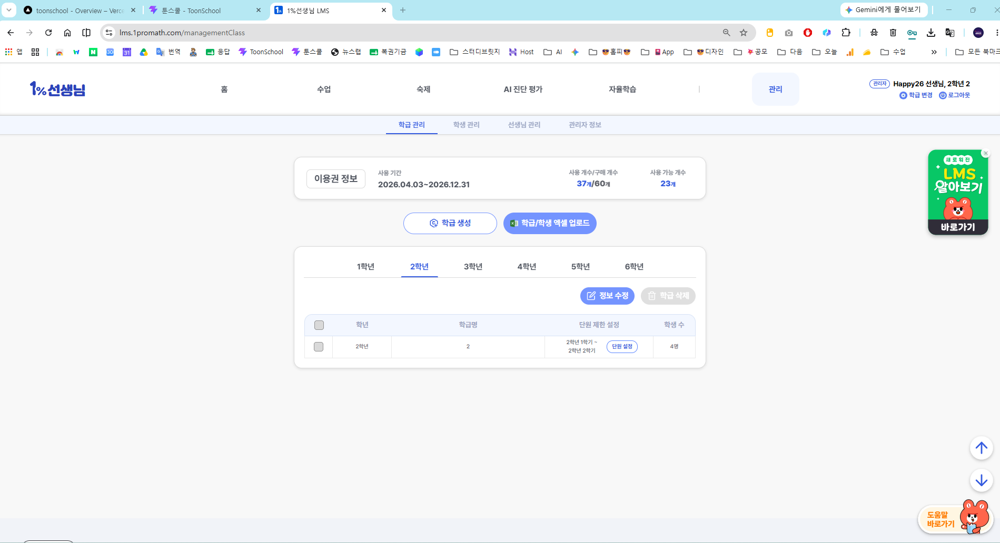 toonschool - Overview – Verce
툰스쿨 - ToonSchool
1%선생님 LMS
Gemini에게 물어보기
lms.1promath.com/managementClass
앱
번역
응답
ToonSchool
툰스쿨
뉴스랩
복권기금
스터디브릿지
Host
AI
😎홈피😎
App
😎디자인
공모
다음
오늘
수업
»
모든 북마크
1%선생님
홈
수업
숙제
AI 진단 평가
자율학습
관리
관리자 Happy26 선생님, 2학년 2
학급 변경
로그아웃
학급 관리
학생 관리
선생님 관리
관리자 정보
이용권 정보
사용 기간
2026.04.03~2026.12.31
사용 개수/구매 개수
37개/60개
사용 가능 개수
23개
새로워진
LMS
알아보기
바로가기
학급 생성
학급/학생 엑셀 업로드
1학년
2학년
3학년
4학년
5학년
6학년
정보 수정
학급 삭제
학년
학급명
단원 제한 설정
학생 수
2학년
2
2학년 1학기 ~
2학년 2학기
단원 설정
4명
도움말
바로가기